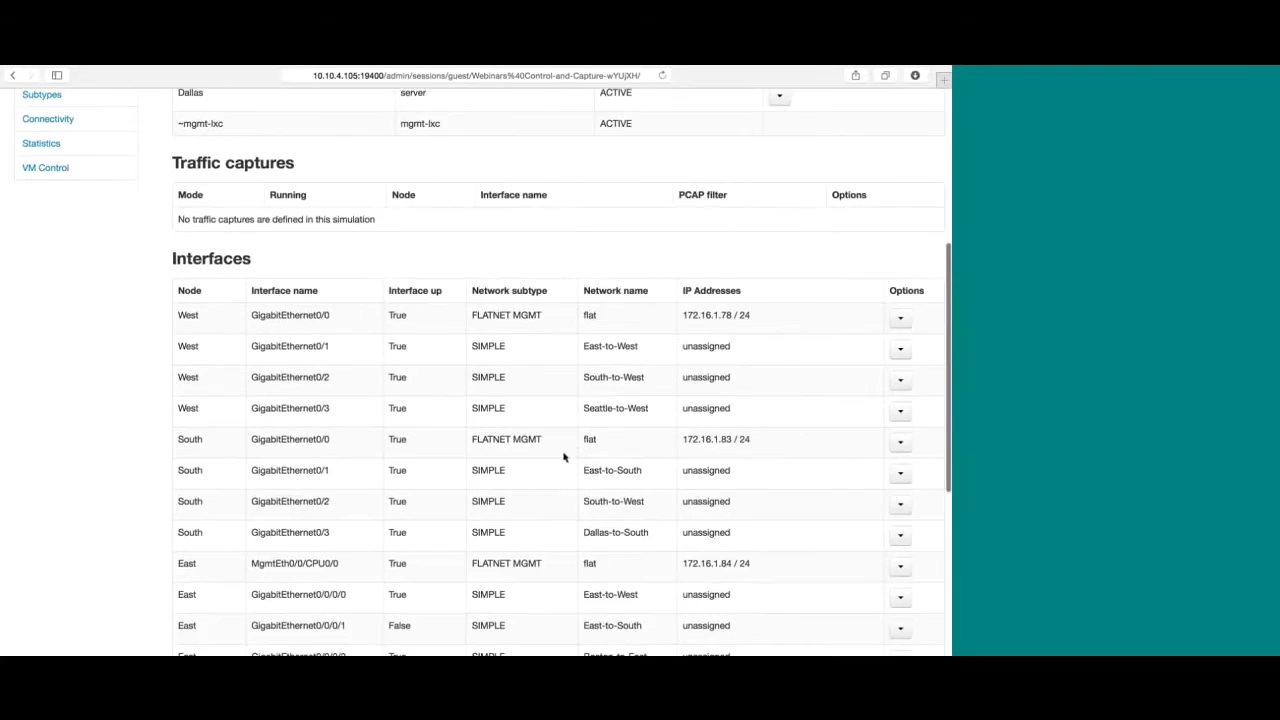 10.10.4.105:19400/admin/sessions/guest/Webinars%40Control-and-Capture-wYUjXH/
Subtypes
Connectivity
Statistics
VM Control
Dallas server ACTIVE
~mgmt-lxc mgmt-lxc ACTIVE
Traffic captures
Mode Running Node Interface name PCAP filter Options
No traffic captures are defined in this simulation
Interfaces
Node Interface name Interface up Network subtype Network name IP Addresses Options
West GigabitEthernet0/0 True FLATNET MGMT flat 172.16.1.78 / 24
West GigabitEthernet0/1 True SIMPLE East-to-West unassigned
West GigabitEthernet0/2 True SIMPLE South-to-West unassigned
West GigabitEthernet0/3 True SIMPLE Seattle-to-West unassigned
South GigabitEthernet0/0 True FLATNET MGMT flat 172.16.1.83 / 24
South GigabitEthernet0/1 True SIMPLE East-to-South unassigned
South GigabitEthernet0/2 True SIMPLE South-to-West unassigned
South GigabitEthernet0/3 True SIMPLE Dallas-to-South unassigned
East MgmtEth0/0/CPU0/0 True FLATNET MGMT flat 172.16.1.84 / 24
East GigabitEthernet0/0/0/0 True SIMPLE East-to-West unassigned
East GigabitEthernet0/0/0/1 False SIMPLE East-to-South unassigned